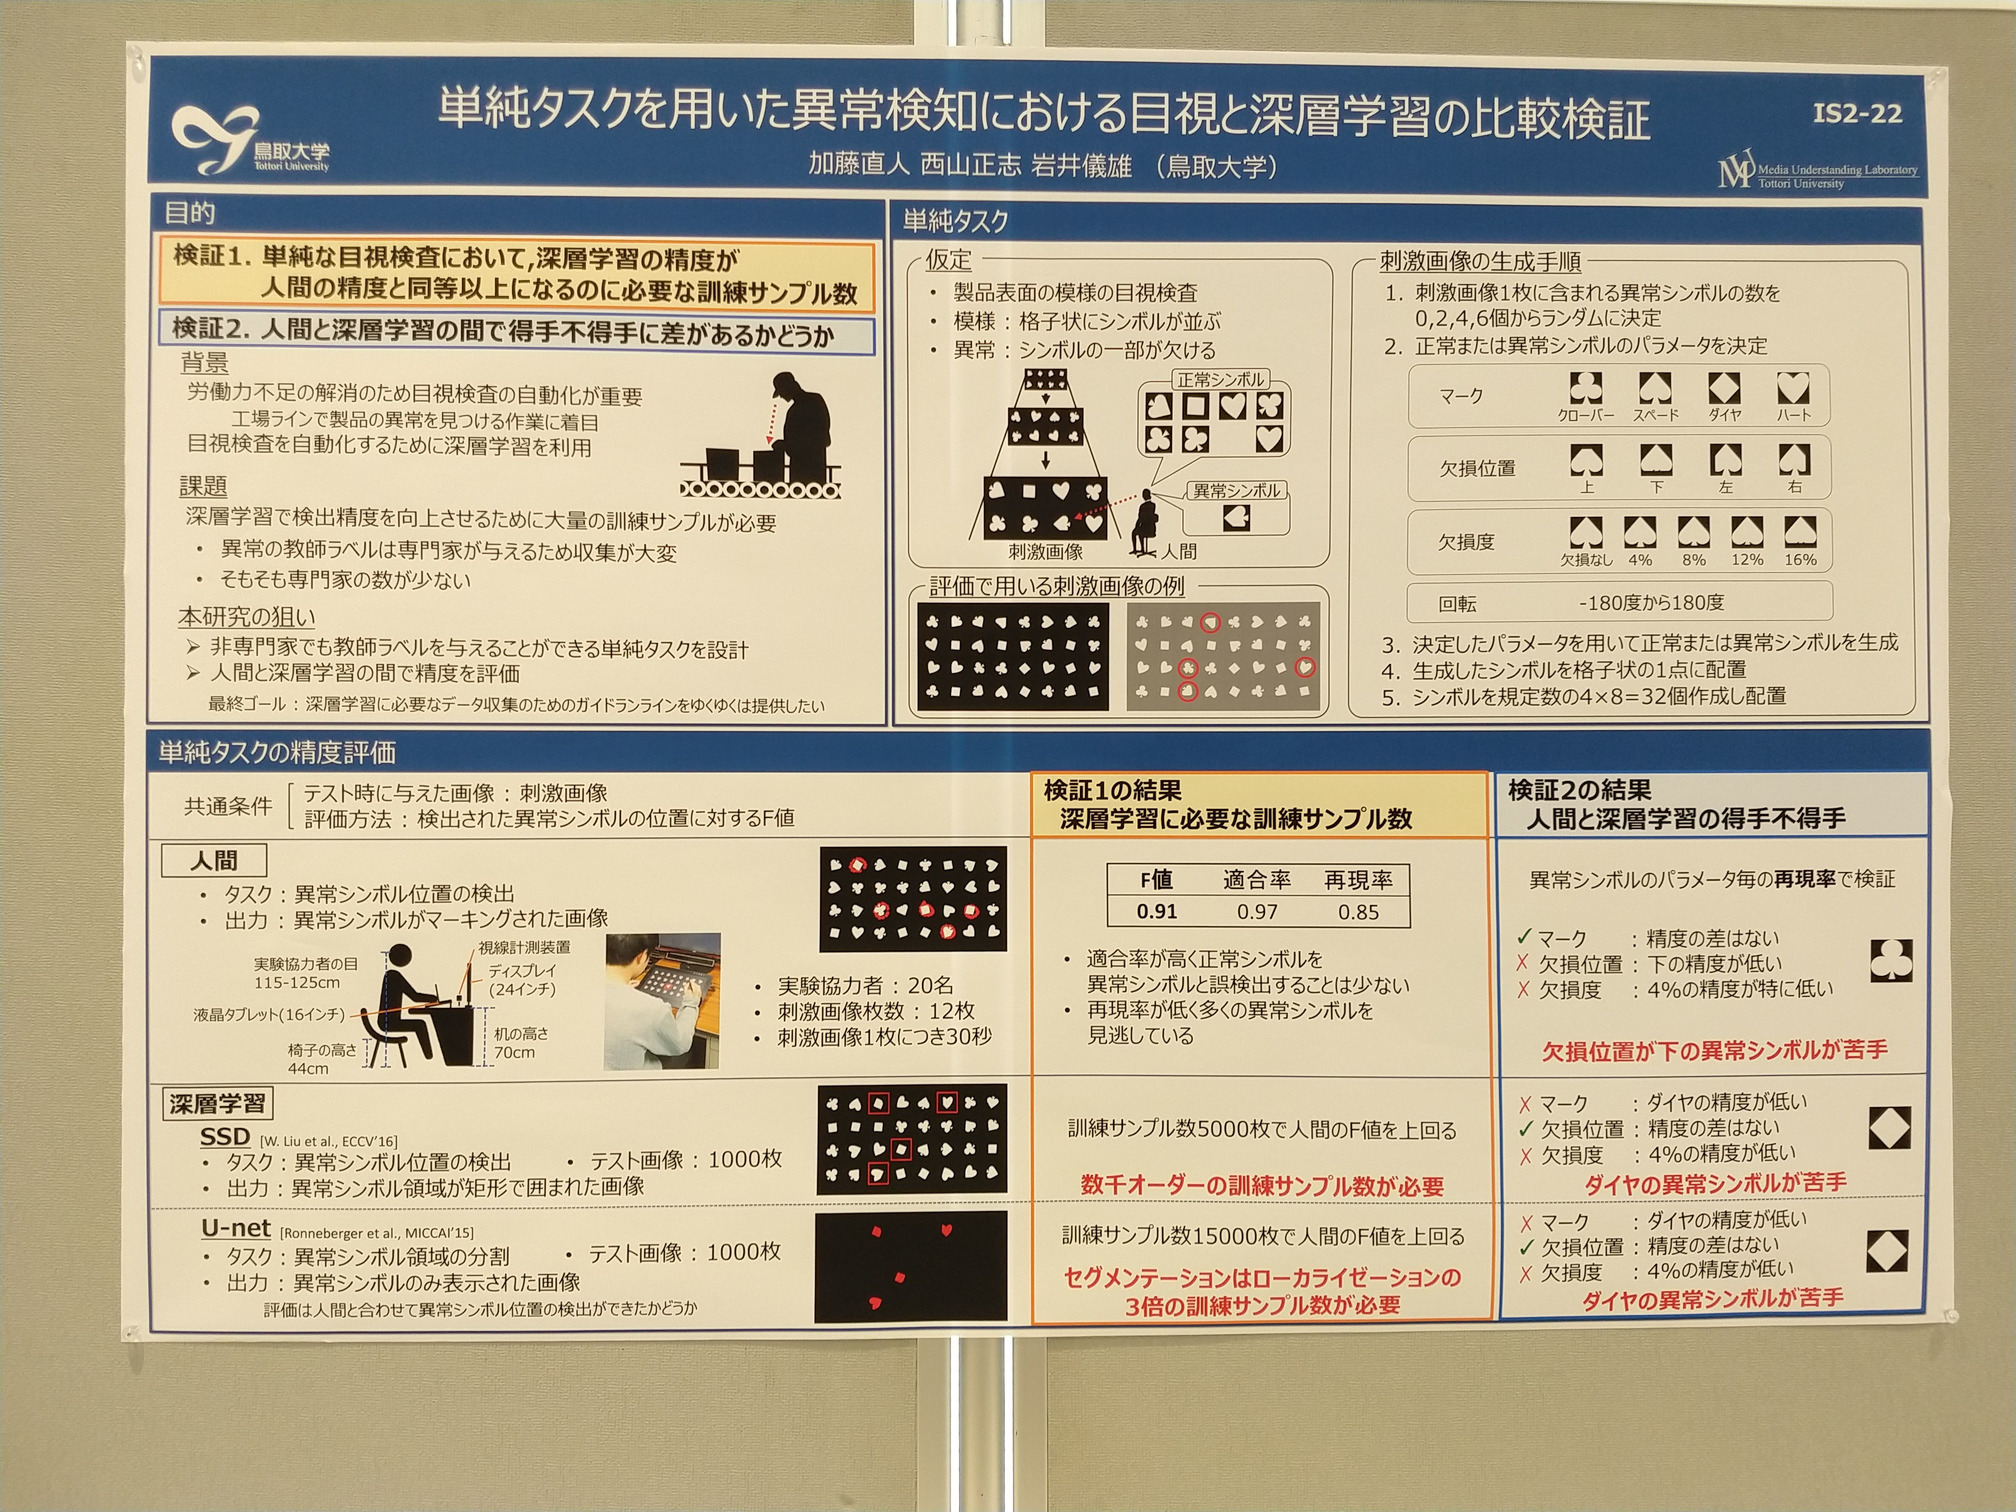 鳥取大学
Tottori University
単純タスクを用いた異常検知における目視と深層学習の比較検証
加藤直人 西山正志 岩井儀雄 （鳥取大学）
IS2-22
Media Understanding Laboratory
Tottori University
目的
検証1. 単純な目視検査において,深層学習の精度が
人間の精度と同等以上になるのに必要な訓練サンプル数
検証2. 人間と深層学習の間で得手不得手に差があるかどうか
背景
労働力不足の解消のため目視検査の自動化が重要
工場ラインで製品の異常を見つける作業に着目
目視検査を自動化するために深層学習を利用
課題
深層学習で検出精度を向上させるために大量の訓練サンプルが必要
• 異常の教師ラベルは専門家が与えるため収集が大変
• そもそも専門家の数が少ない
本研究の狙い
➢ 非専門家でも教師ラベルを与えることができる単純タスクを設計
➢ 人間と深層学習の間で精度を評価
最終ゴール：深層学習に必要なデータ収集のためのガイドランラインをゆくゆくは提供したい
単純タスク
仮定
• 製品表面の模様の目視検査
• 模様：格子状にシンボルが並ぶ
• 異常：シンボルの一部が欠ける
正常シンボル
異常シンボル
刺激画像
人間
評価で用いる刺激画像の例
刺激画像の生成手順
1. 刺激画像1枚に含まれる異常シンボルの数を
0,2,4,6個からランダムに決定
2. 正常または異常シンボルのパラメータを決定
マーク
クローバー スペード ダイヤ ハート
欠損位置
上 下 左 右
欠損度
欠損なし 4% 8% 12% 16%
回転 -180度から180度
3. 決定したパラメータを用いて正常または異常シンボルを生成
4. 生成したシンボルを格子状の1点に配置
5. シンボルを規定数の4×8=32個作成し配置
単純タスクの精度評価
共通条件
テスト時に与えた画像：刺激画像
評価方法：検出された異常シンボルの位置に対するF値
人間
• タスク：異常シンボル位置の検出
• 出力：異常シンボルがマーキングされた画像
実験協力者の目
115-125cm
視線計測装置
ディスプレイ
(24インチ)
液晶タブレット(16インチ)
椅子の高さ
44cm
机の高さ
70cm
• 実験協力者：20名
• 刺激画像枚数：12枚
• 刺激画像1枚につき30秒
深層学習
SSD [W. Liu et al., ECCV'16]
• タスク：異常シンボル位置の検出 • テスト画像：1000枚
• 出力：異常シンボル領域が矩形で囲まれた画像
U-net [Ronneberger et al., MICCAI'15]
• タスク：異常シンボル領域の分割 • テスト画像：1000枚
• 出力：異常シンボルのみ表示された画像
評価は人間と合わせて異常シンボル位置の検出ができたかどうか
検証1の結果
深層学習に必要な訓練サンプル数
F値 適合率 再現率
0.91 0.97 0.85
• 適合率が高く正常シンボルを
異常シンボルと誤検出することは少ない
• 再現率が低く多くの異常シンボルを
見逃している
訓練サンプル数5000枚で人間のF値を上回る
数千オーダーの訓練サンプル数が必要
訓練サンプル数15000枚で人間のF値を上回る
セグメンテーションはローカライゼーションの
3倍の訓練サンプル数が必要
検証2の結果
人間と深層学習の得手不得手
異常シンボルのパラメータ毎の再現率で検証
✓ マーク ：精度の差はない
✗ 欠損位置：下の精度が低い
✗ 欠損度 ：4%の精度が特に低い
欠損位置が下の異常シンボルが苦手
✗ マーク ：ダイヤの精度が低い
✓ 欠損位置：精度の差はない
✗ 欠損度 ：4%の精度が低い
ダイヤの異常シンボルが苦手
✗ マーク ：ダイヤの精度が低い
✓ 欠損位置：精度の差はない
✗ 欠損度 ：4%の精度が低い
ダイヤの異常シンボルが苦手